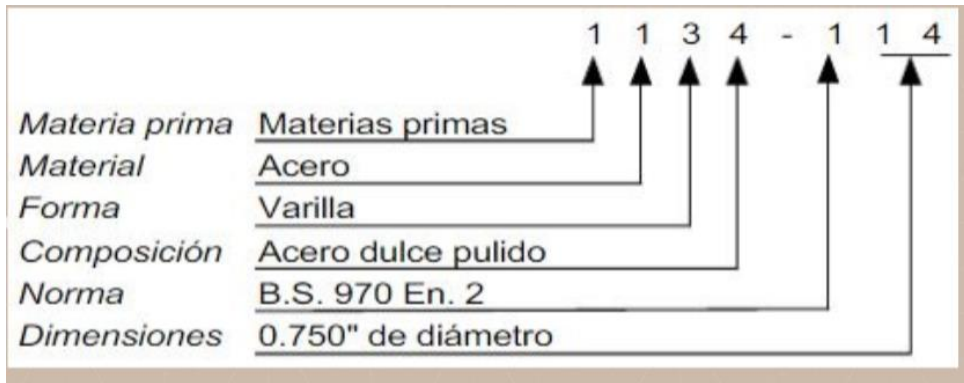 1 1 3 4 - 1 1 4
Materia prima Materias primas
Material Acero
Forma Varilla
Composición Acero dulce pulido
Norma B.S. 970 En. 2
Dimensiones 0.750" de diámetro